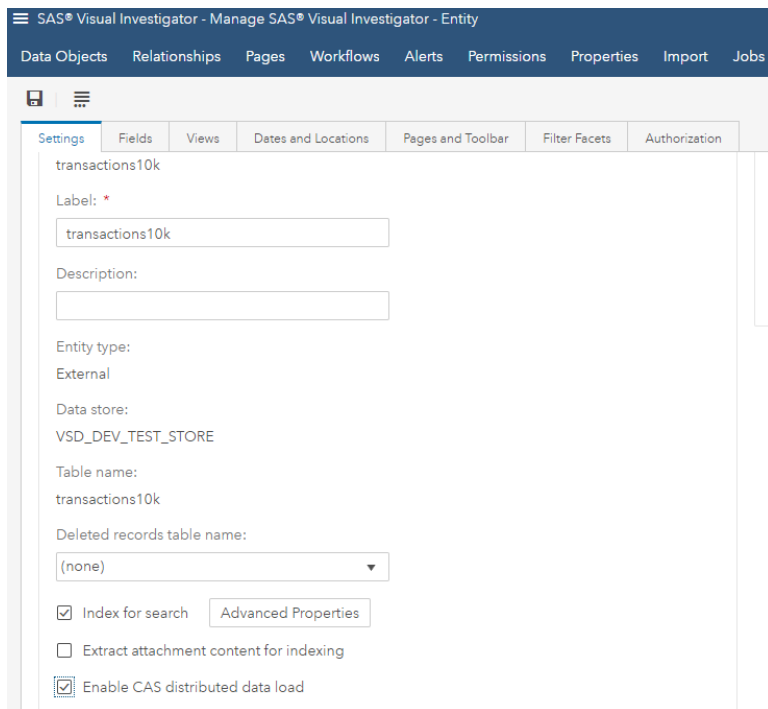 SAS® Visual Investigator - Manage SAS® Visual Investigator - Entity
Data Objects Relationships Pages Workflows Alerts Permissions Properties Import Jobs
Settings Fields Views Dates and Locations Pages and Toolbar Filter Facets Authorization
transactions10k
Label: *
transactions10k
Description:
Entity type:
External
Data store:
VSD_DEV_TEST_STORE
Table name:
transactions10k
Deleted records table name:
(none)
Index for search Advanced Properties
Extract attachment content for indexing
Enable CAS distributed data load